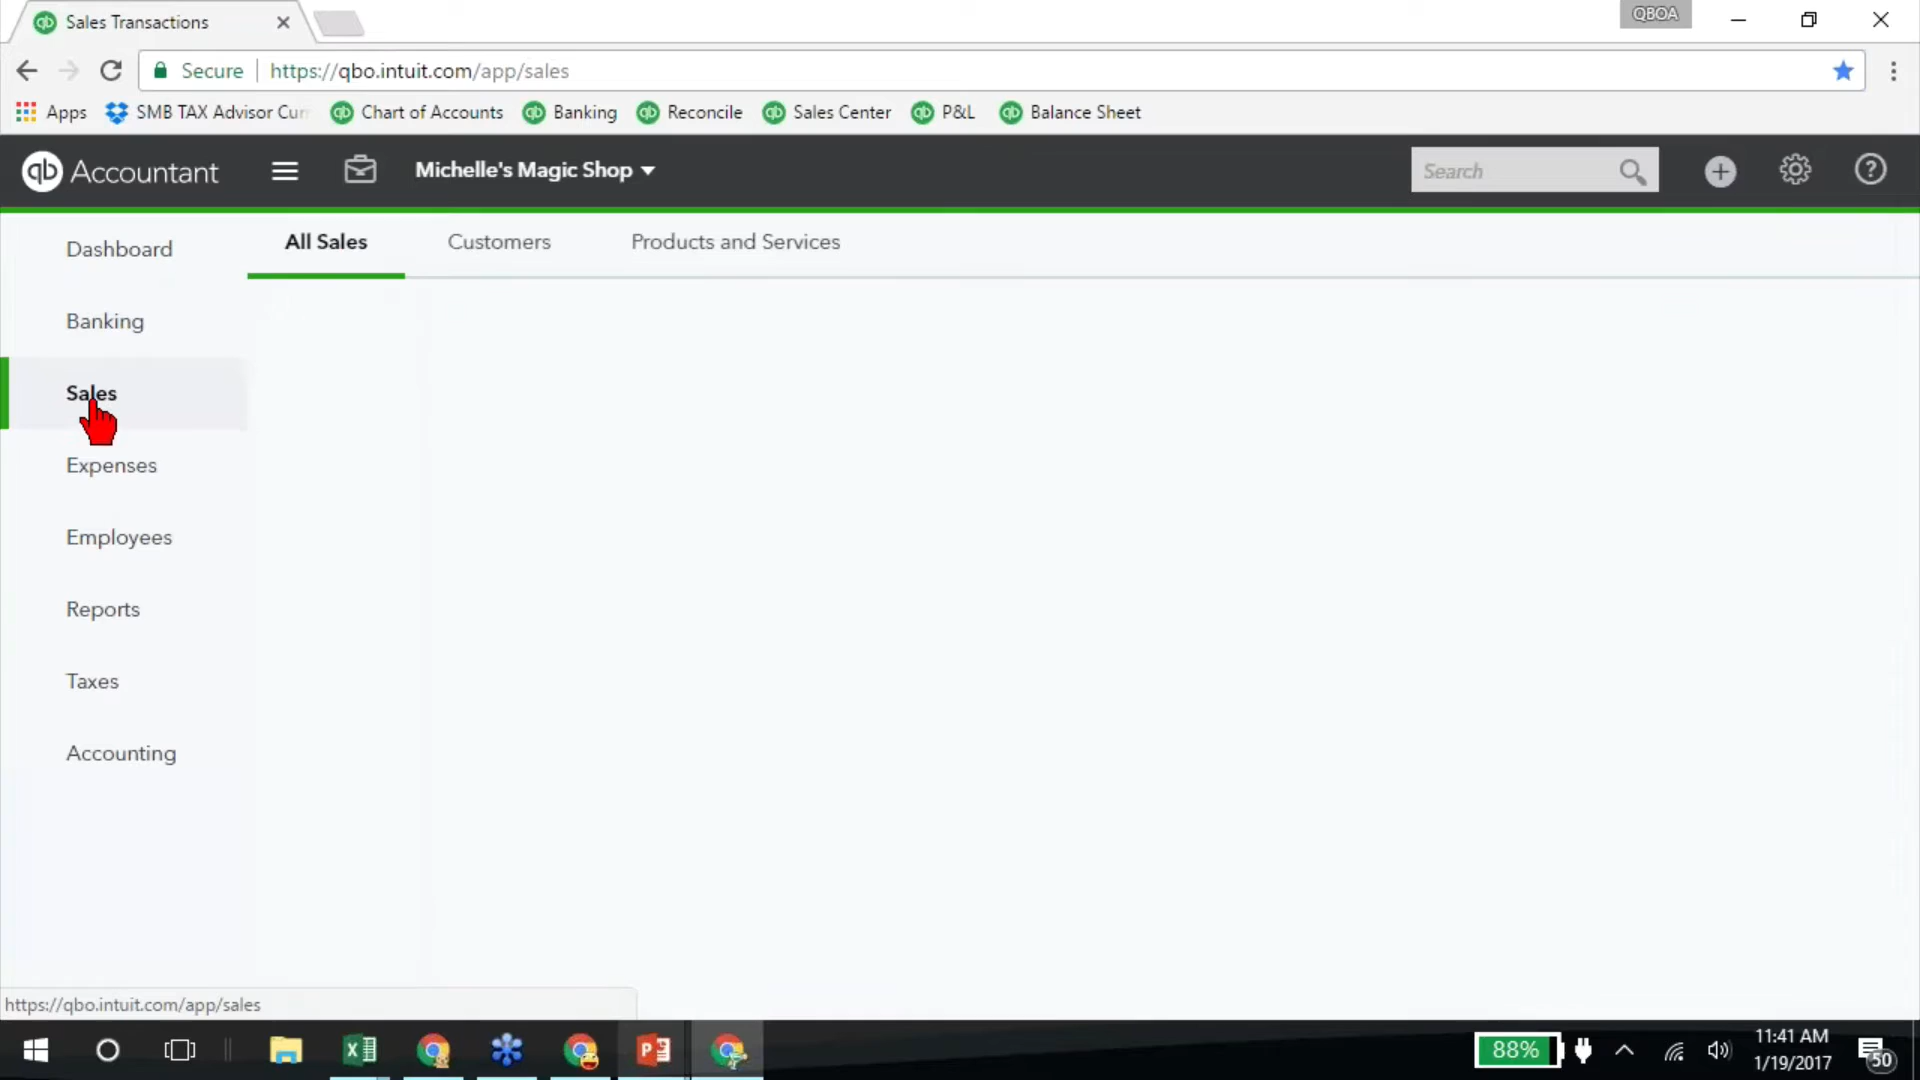 Sales Transactions
QBOA
Secure https://qbo.intuit.com/app/sales
Apps SMB TAX Advisor Cur Chart of Accounts Banking Reconcile Sales Center P&L Balance Sheet
qb Accountant Michelle's Magic Shop Search
Dashboard
All Sales Customers Products and Services
Banking
Sales
Expenses
Employees
Reports
Taxes
Accounting
https://qbo.intuit.com/app/sales
88%
11:41 AM
1/19/2017
50